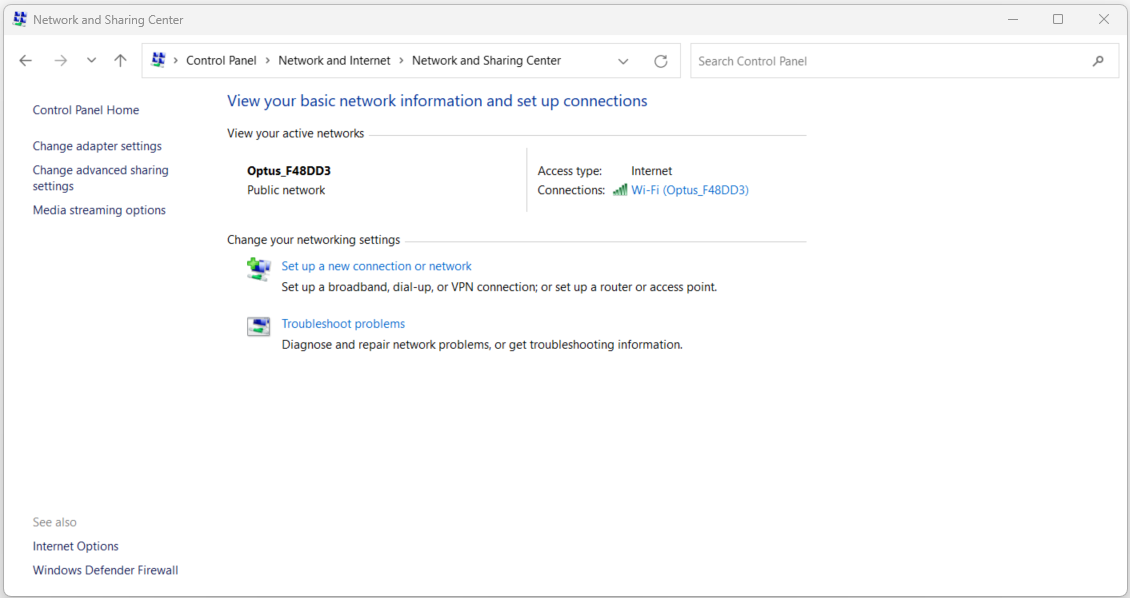 Network and Sharing Center
Control Panel > Network and Internet > Network and Sharing Center
Search Control Panel
Control Panel Home
Change adapter settings
Change advanced sharing
settings
Media streaming options
View your basic network information and set up connections
View your active networks
Optus_F48DD3
Public network
Access type: Internet
Connections: Wi-Fi (Optus_F48DD3)
Change your networking settings
Set up a new connection or network
Set up a broadband, dial-up, or VPN connection; or set up a router or access point.
Troubleshoot problems
Diagnose and repair network problems, or get troubleshooting information.
See also
Internet Options
Windows Defender Firewall